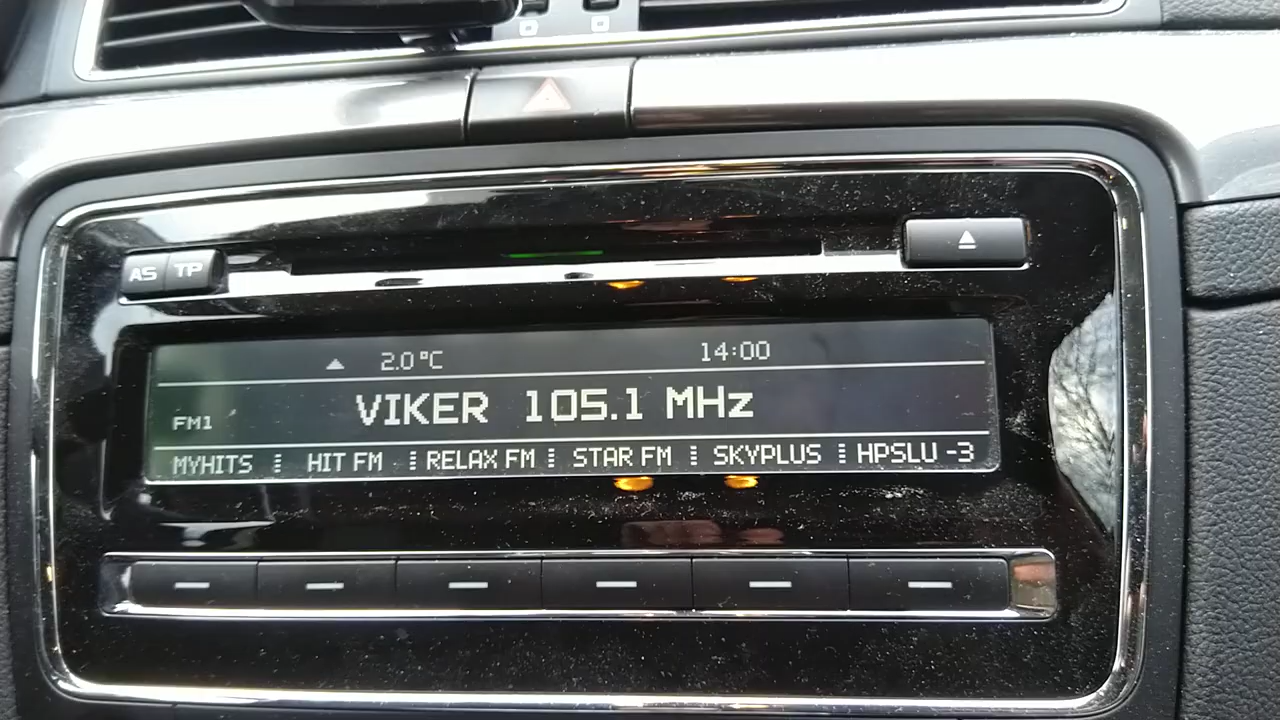 AS TP
2.0°C 14:00
FM1 VIKER 105.1 MHz
MYHITS HIT FM RELAX FM STAR FM SKYPLUS HPSLU -3